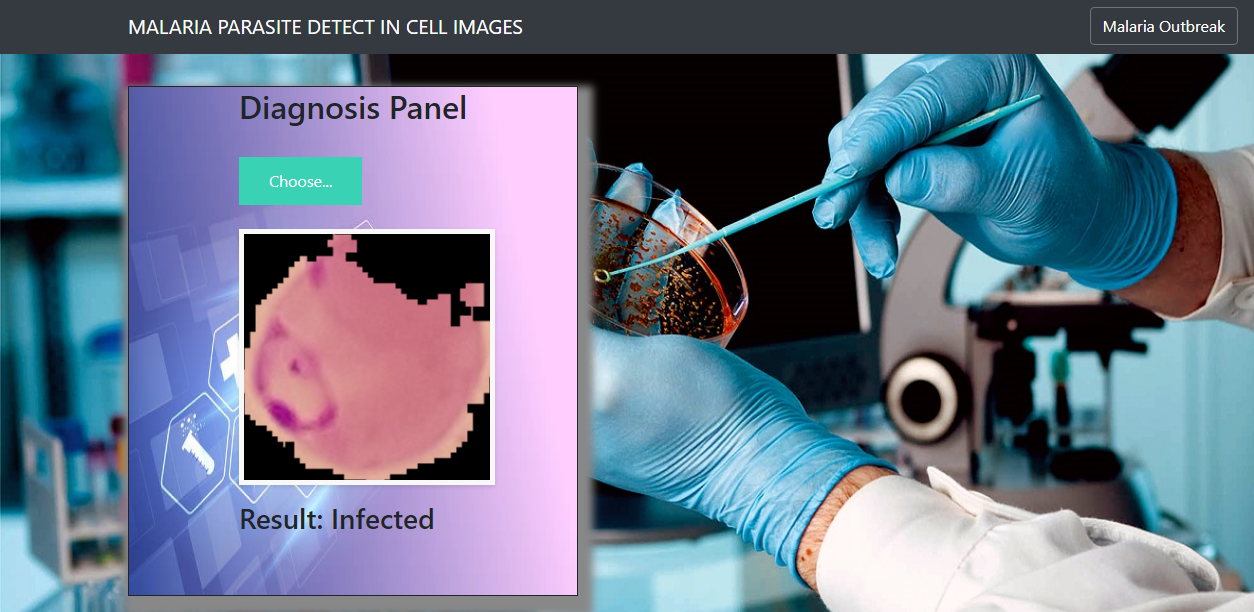 MALARIA PARASITE DETECT IN CELL IMAGES
Malaria Outbreak
Diagnosis Panel
Choose...
Result: Infected